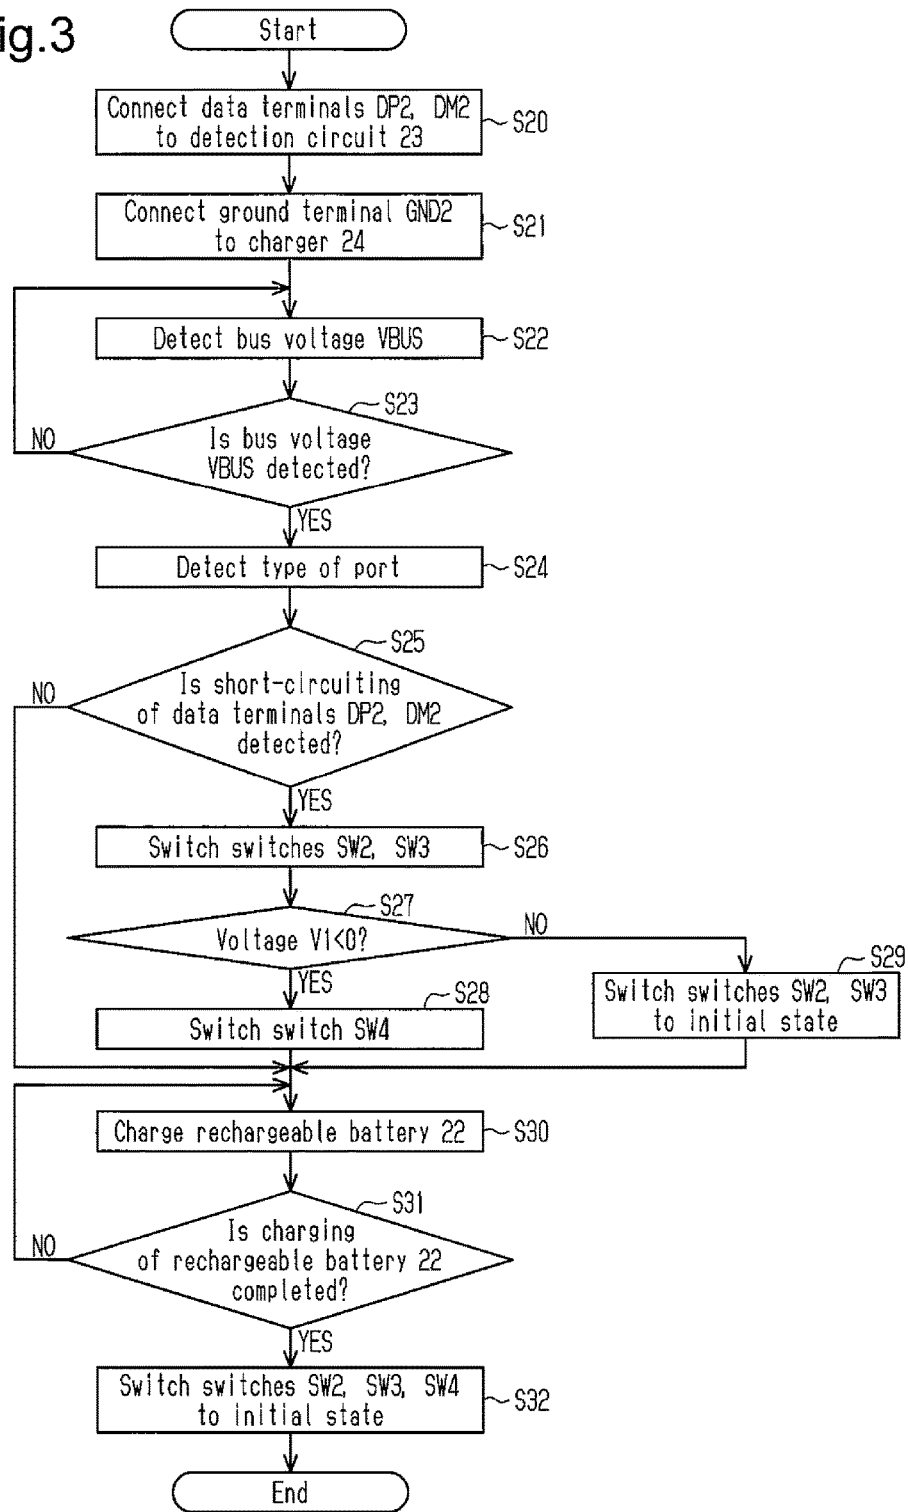 ig.3
Start
Connect data terminals DP2, DM2
to detection circuit 23
S20
Connect ground terminal GND2
to charger 24
S21
Detect bus voltage VBUS
S22
S23
Is bus voltage
VBUS detected?
NO
YES
Detect type of port
S24
S25
Is short-circuiting
of data terminals DP2, DM2
detected?
NO
YES
Switch switches SW2, SW3
S26
S27
Voltage V1<0?
NO
YES
S28
Switch switch SW4
S29
Switch switches SW2, SW3
to initial state
Charge rechargeable battery 22
S30
S31
Is charging
of rechargeable battery 22
completed?
NO
YES
Switch switches SW2, SW3, SW4
to initial state
S32
End